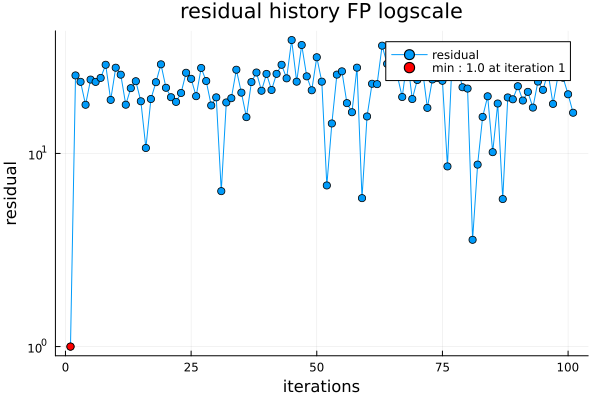 residual history FP logscale
residual
min : 1.0 at iteration 1
10¹
10⁰
residual
0 25 50 75 100
iterations